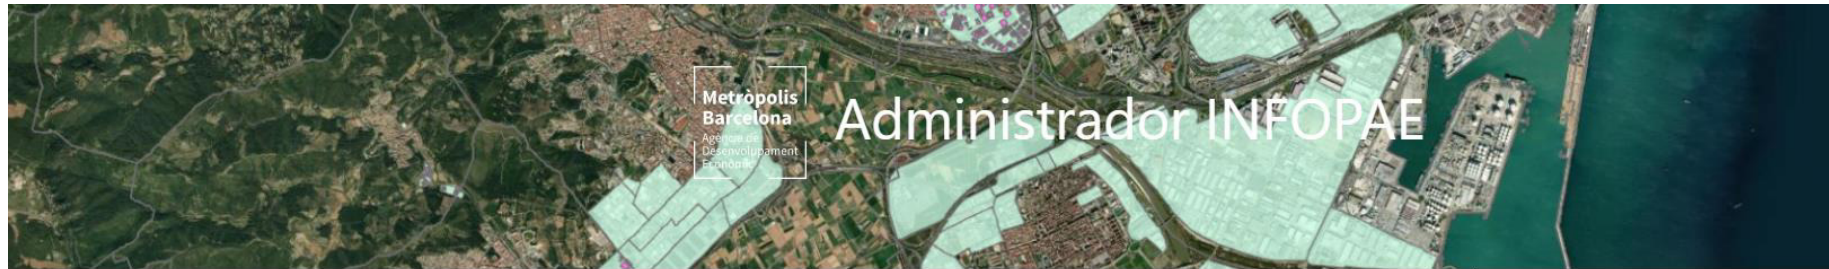 Metròpolis
Barcelona
Agència de
Desenvolupament
Econòmic
Administrador INFOPAE